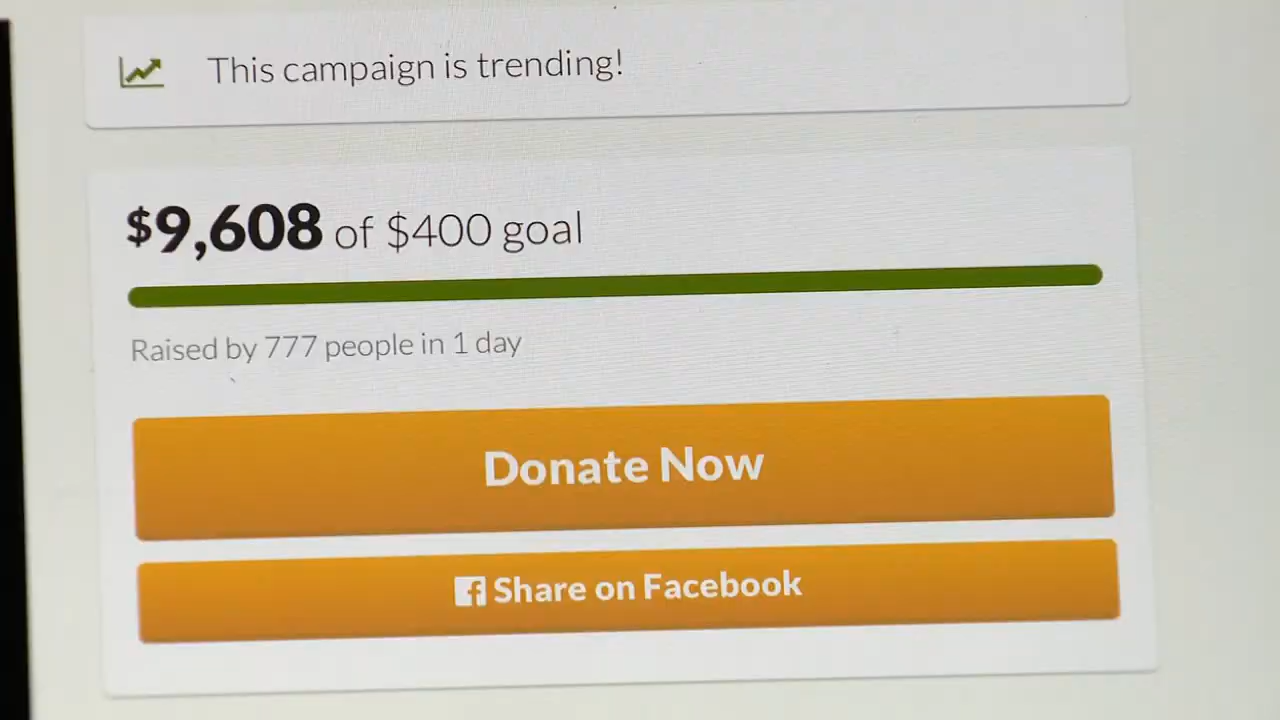 This campaign is trending!
$9,608 of $400 goal
Raised by 777 people in 1 day
Donate Now
Share on Facebook